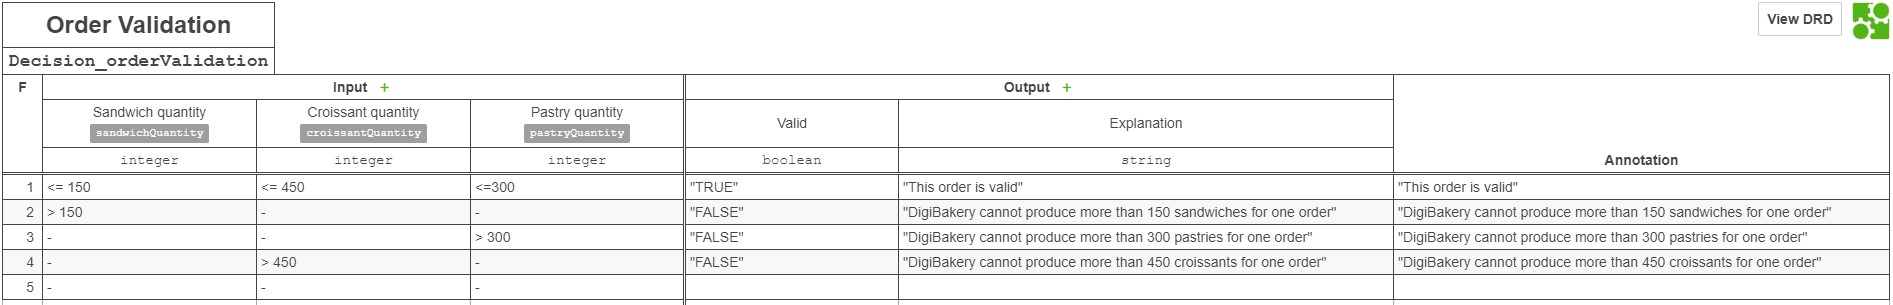 Order Validation
View DRD
Decision_orderValidation
F Input + Output +
Sandwich quantity Croissant quantity Pastry quantity Valid Explanation
sandwichQuantity croissantQuantity pastryQuantity
integer integer integer boolean string Annotation
1 <= 150 <= 450 <=300 "TRUE" "This order is valid" "This order is valid"
2 > 150 - - "FALSE" "DigiBakery cannot produce more than 150 sandwiches for one order" "DigiBakery cannot produce more than 150 sandwiches for one order"
3 - - > 300 "FALSE" "DigiBakery cannot produce more than 300 pastries for one order" "DigiBakery cannot produce more than 300 pastries for one order"
4 - > 450 - "FALSE" "DigiBakery cannot produce more than 450 croissants for one order" "DigiBakery cannot produce more than 450 croissants for one order"
5 - - -